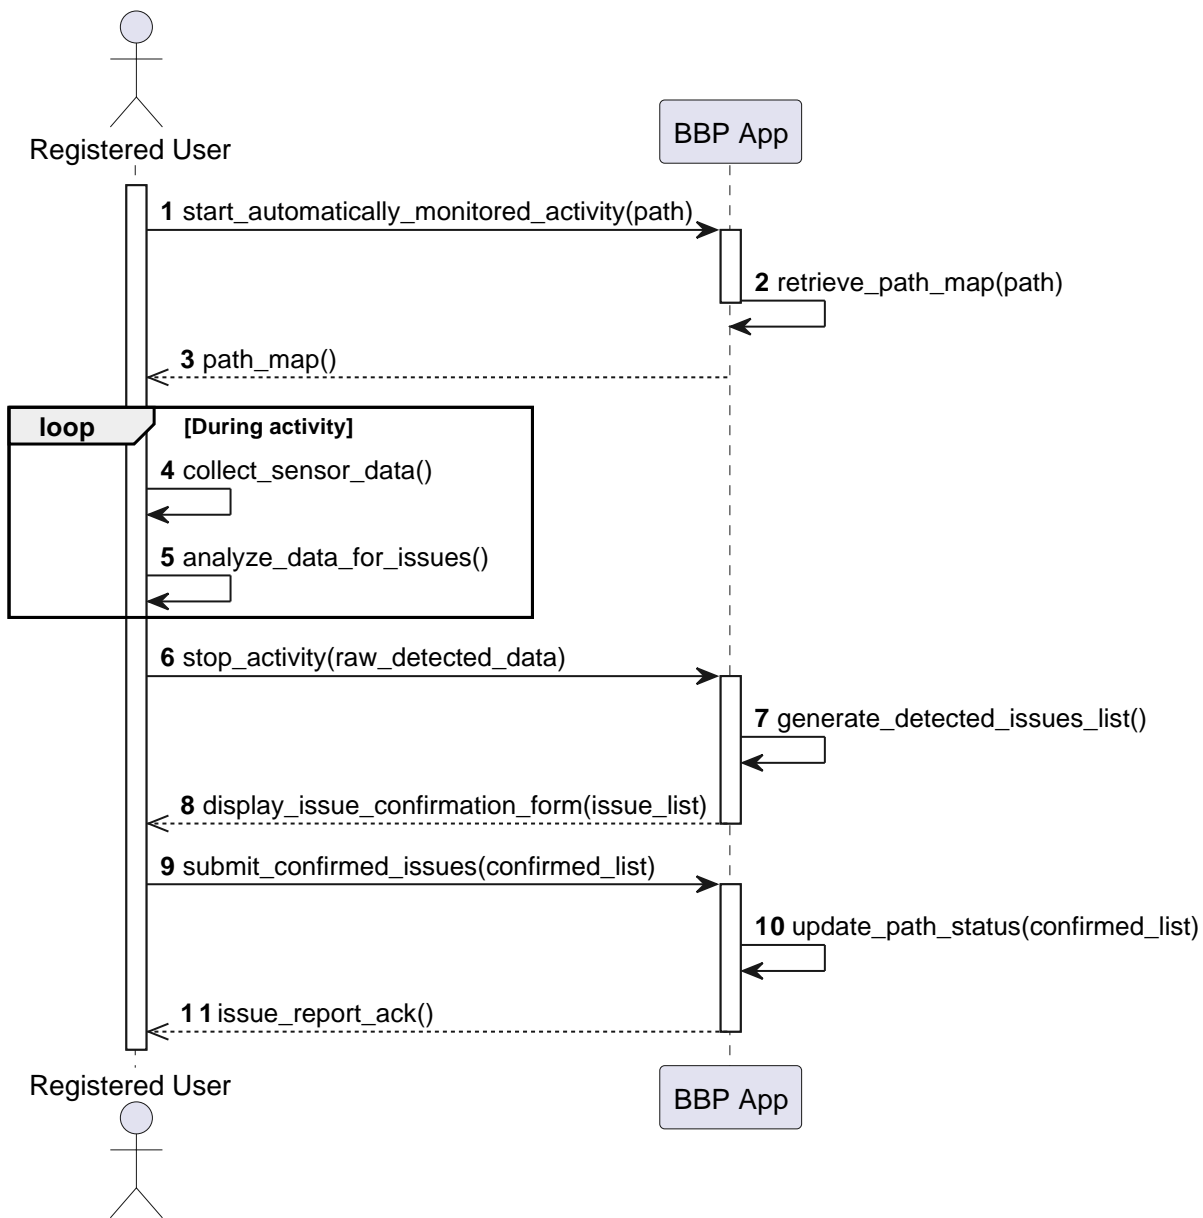 Registered User
BBP App
1 start_automatically_monitored_activity(path)
2 retrieve_path_map(path)
3 path_map()
loop [During activity]
4 collect_sensor_data()
5 analyze_data_for_issues()
6 stop_activity(raw_detected_data)
7 generate_detected_issues_list()
8 display_issue_confirmation_form(issue_list)
9 submit_confirmed_issues(confirmed_list)
10 update_path_status(confirmed_list)
11 issue_report_ack()
Registered User
BBP App